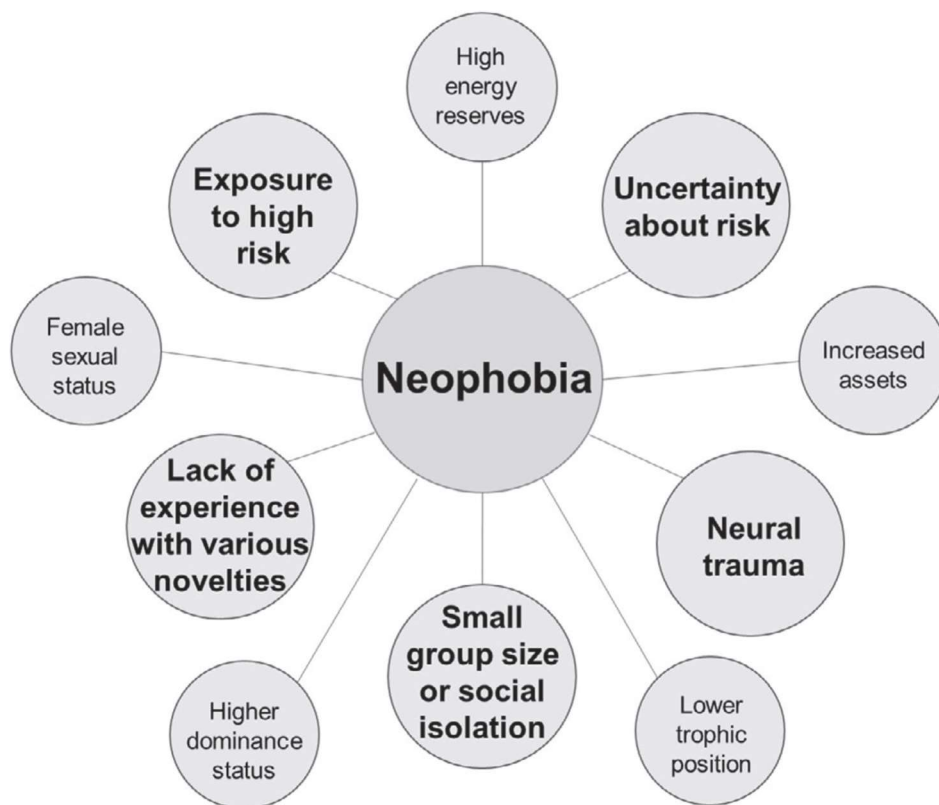 High
energy
reserves
Exposure
to high
risk
Uncertainty
about risk
Female
sexual
status
Neophobia
Increased
assets
Lack of
experience
with various
novelties
Neural
trauma
Small
group size
or social
isolation
Higher
dominance
status
Lower
trophic
position